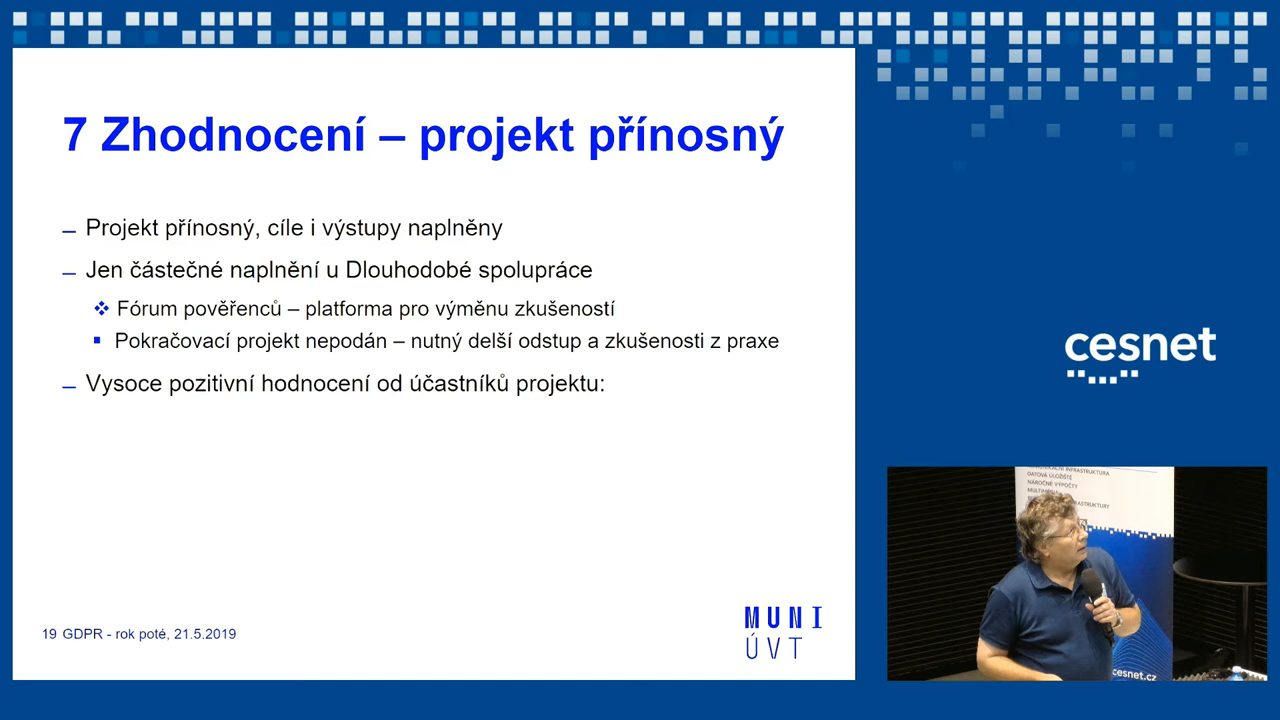 7 Zhodnocení – projekt přínosný
– Projekt přínosný, cíle i výstupy naplněny
– Jen částečné naplnění u Dlouhodobé spolupráce
❖ Fórum pověřenců – platforma pro výměnu zkušeností
▪ Pokračovací projekt nepodán – nutný delší odstup a zkušenosti z praxe
– Vysoce pozitivní hodnocení od účastníků projektu:
19 GDPR - rok poté, 21.5.2019
MUNI
ÚVT
cesnet
INFRASTRUKTURA
DATOVÁ ÚLOŽIŠTĚ
NÁROČNÉ VÝPOČTY
cesnet.cz